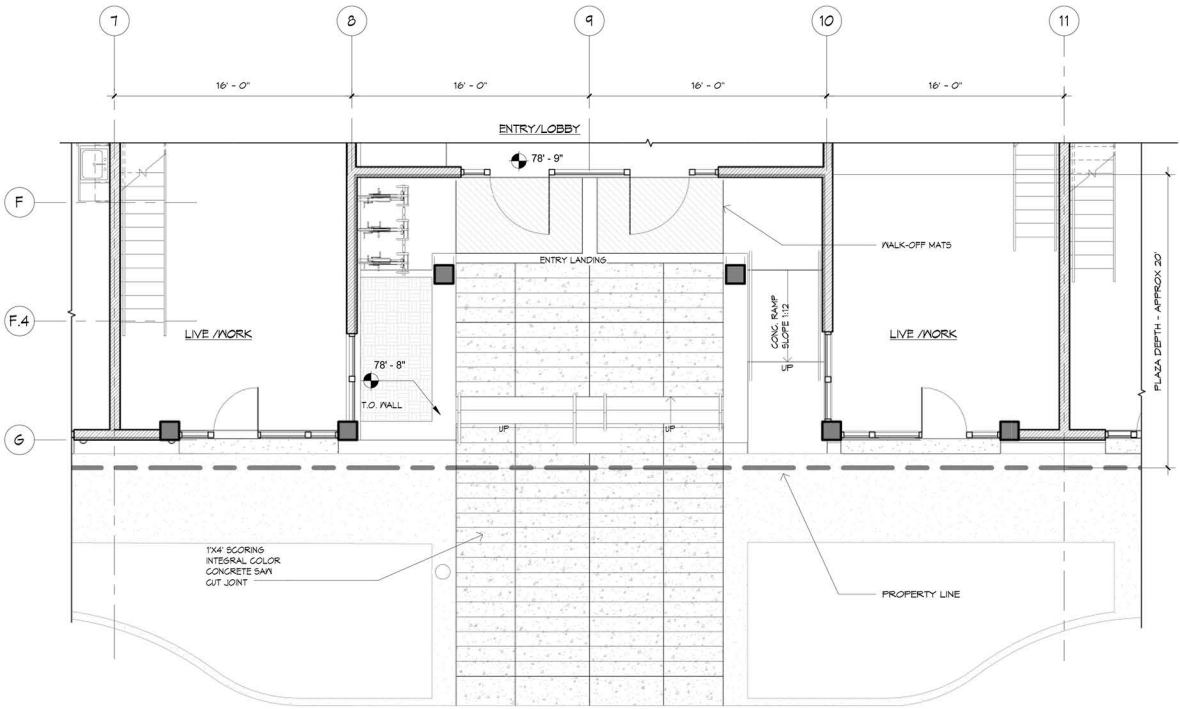 7 8 9 10 11
16' - 0" 16' - 0" 16' - 0" 16' - 0"
ENTRY/LOBBY
78' - 9"
F
WALK-OFF MATS
ENTRY LANDING
CONC. RAMP
SLOPE 1:12
UP
PLAZA DEPTH - APPROX 20'
F.4
LIVE /WORK
LIVE /WORK
78' - 8"
T.O. WALL
UP
UP
G
1'X4' SCORING
INTEGRAL COLOR
CONCRETE SAW
CUT JOINT
PROPERTY LINE